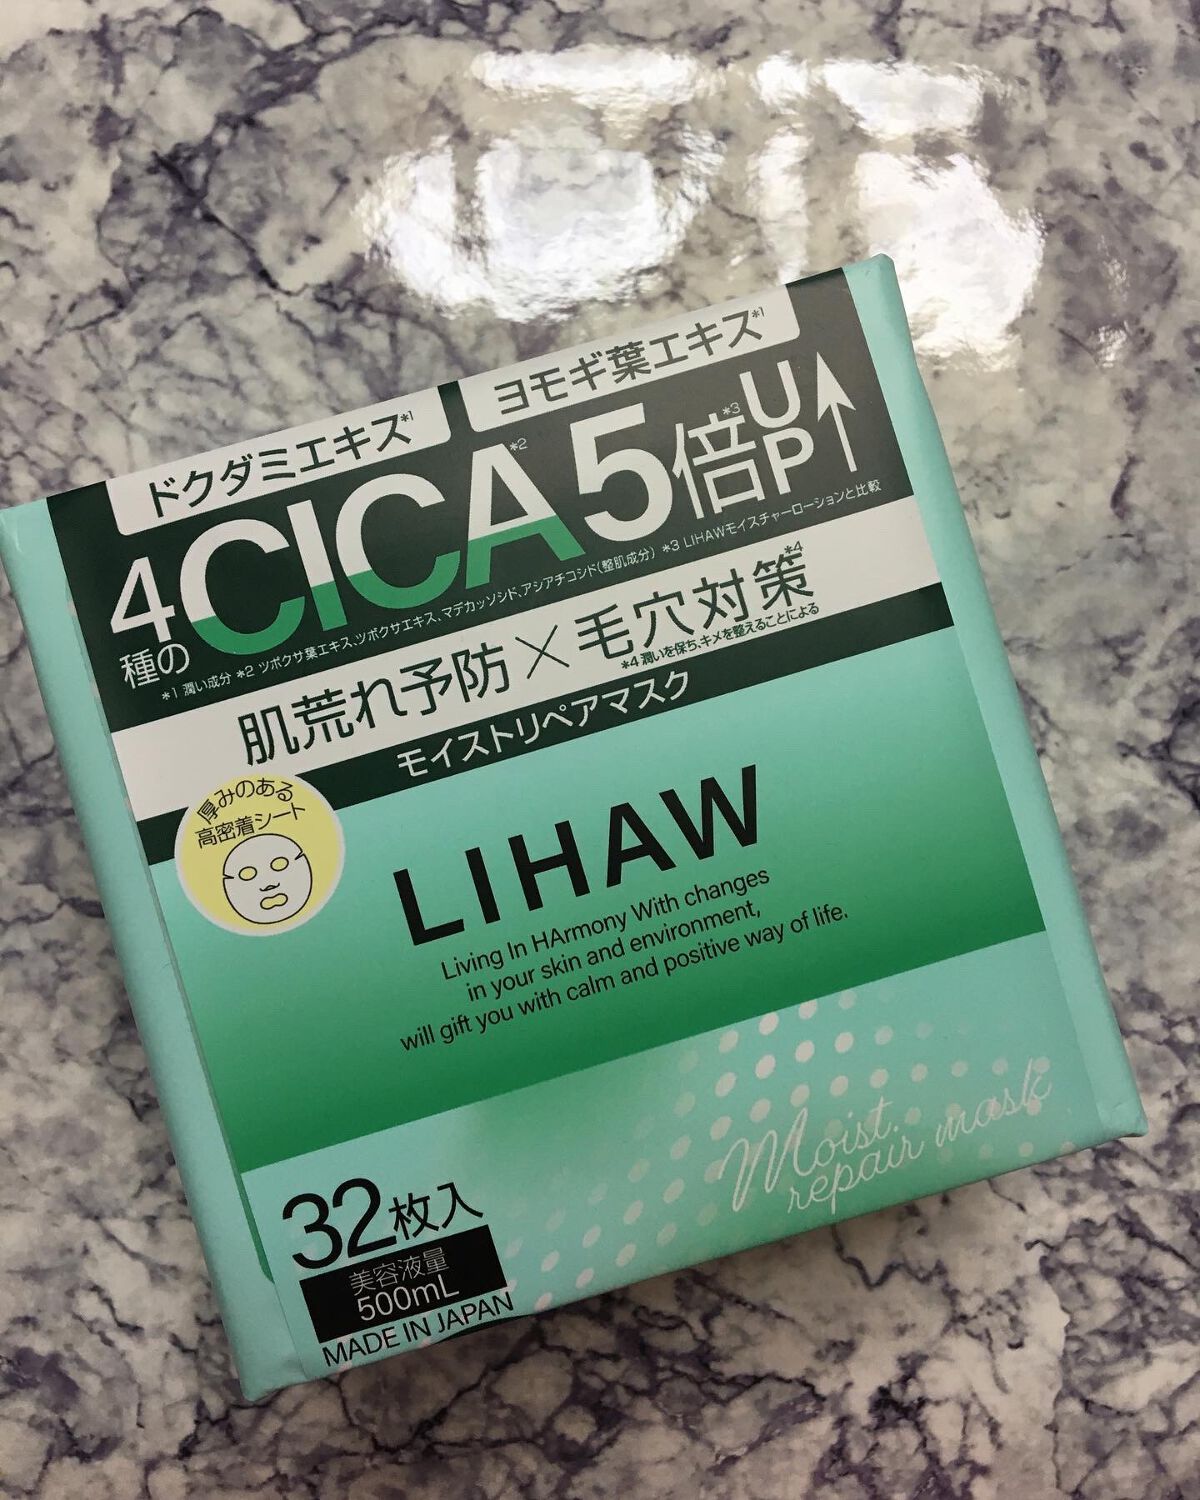 ドクダミエキス*1
ヨモギ葉エキス*1
4種のCICA*2 5倍*3 UP
*1 潤い成分 *2 ツボクサ葉エキス、ツボクサエキス、マデカッソシド、アシアチコシド(整肌成分) *3 LIHAWモイスチャーローションと比較
肌荒れ予防×毛穴対策*4
*4 潤いを保ち、キメを整えることによる
モイストリペアマスク
厚みのある
高密着シート
LIHAW
Living In HArmony With changes
in your skin and environment,
will gift you with calm and positive way of life.
Moist.
repair mask
32枚入
美容液量
500mL
MADE IN JAPAN